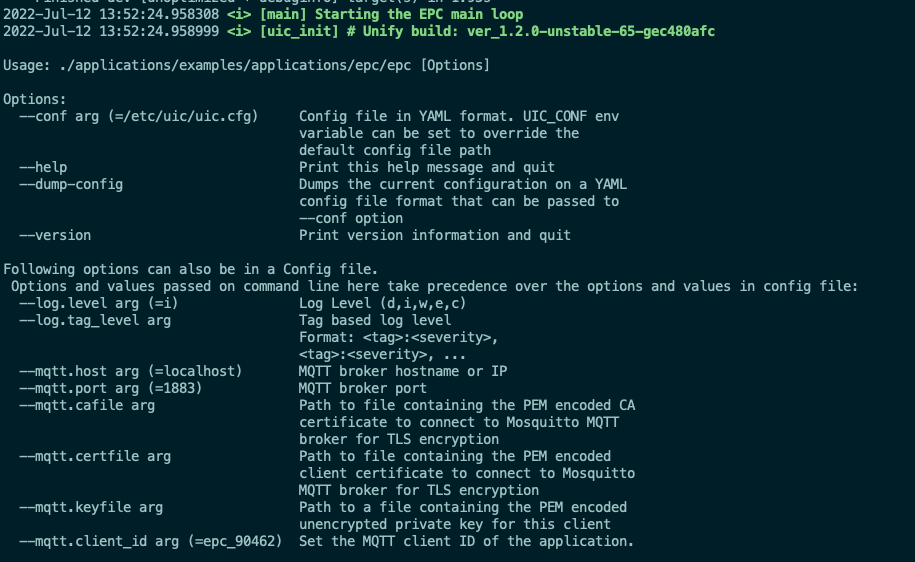 2022-Jul-12 13:52:24.958308 <i> [main] Starting the EPC main loop
2022-Jul-12 13:52:24.958999 <i> [uic_init] # Unify build: ver_1.2.0-unstable-65-gec480afc
Usage: ./applications/examples/applications/epc/epc [Options]
Options:
--conf arg (=/etc/uic/uic.cfg) Config file in YAML format. UIC_CONF env
variable can be set to override the
default config file path
--help Print this help message and quit
--dump-config Dumps the current configuration on a YAML
config file format that can be passed to
--conf option
--version Print version information and quit
Following options can also be in a Config file.
Options and values passed on command line here take precedence over the options and values in config file:
--log.level arg (=i) Log Level (d,i,w,e,c)
--log.tag_level arg Tag based log level
Format: <tag>:<severity>,
<tag>:<severity>, ...
--mqtt.host arg (=localhost) MQTT broker hostname or IP
--mqtt.port arg (=1883) MQTT broker port
--mqtt.cafile arg Path to file containing the PEM encoded CA
certificate to connect to Mosquitto MQTT
broker for TLS encryption
--mqtt.certfile arg Path to file containing the PEM encoded
client certificate to connect to Mosquitto
MQTT broker for TLS encryption
--mqtt.keyfile arg Path to a file containing the PEM encoded
unencrypted private key for this client
--mqtt.client_id arg (=epc_90462) Set the MQTT client ID of the application.